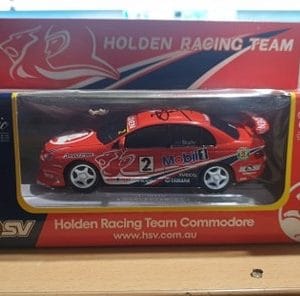 HOLDEN RACING TEAM
2
Mobil 1
HSV
Holden Racing Team Commodore
www.hsv.com.au